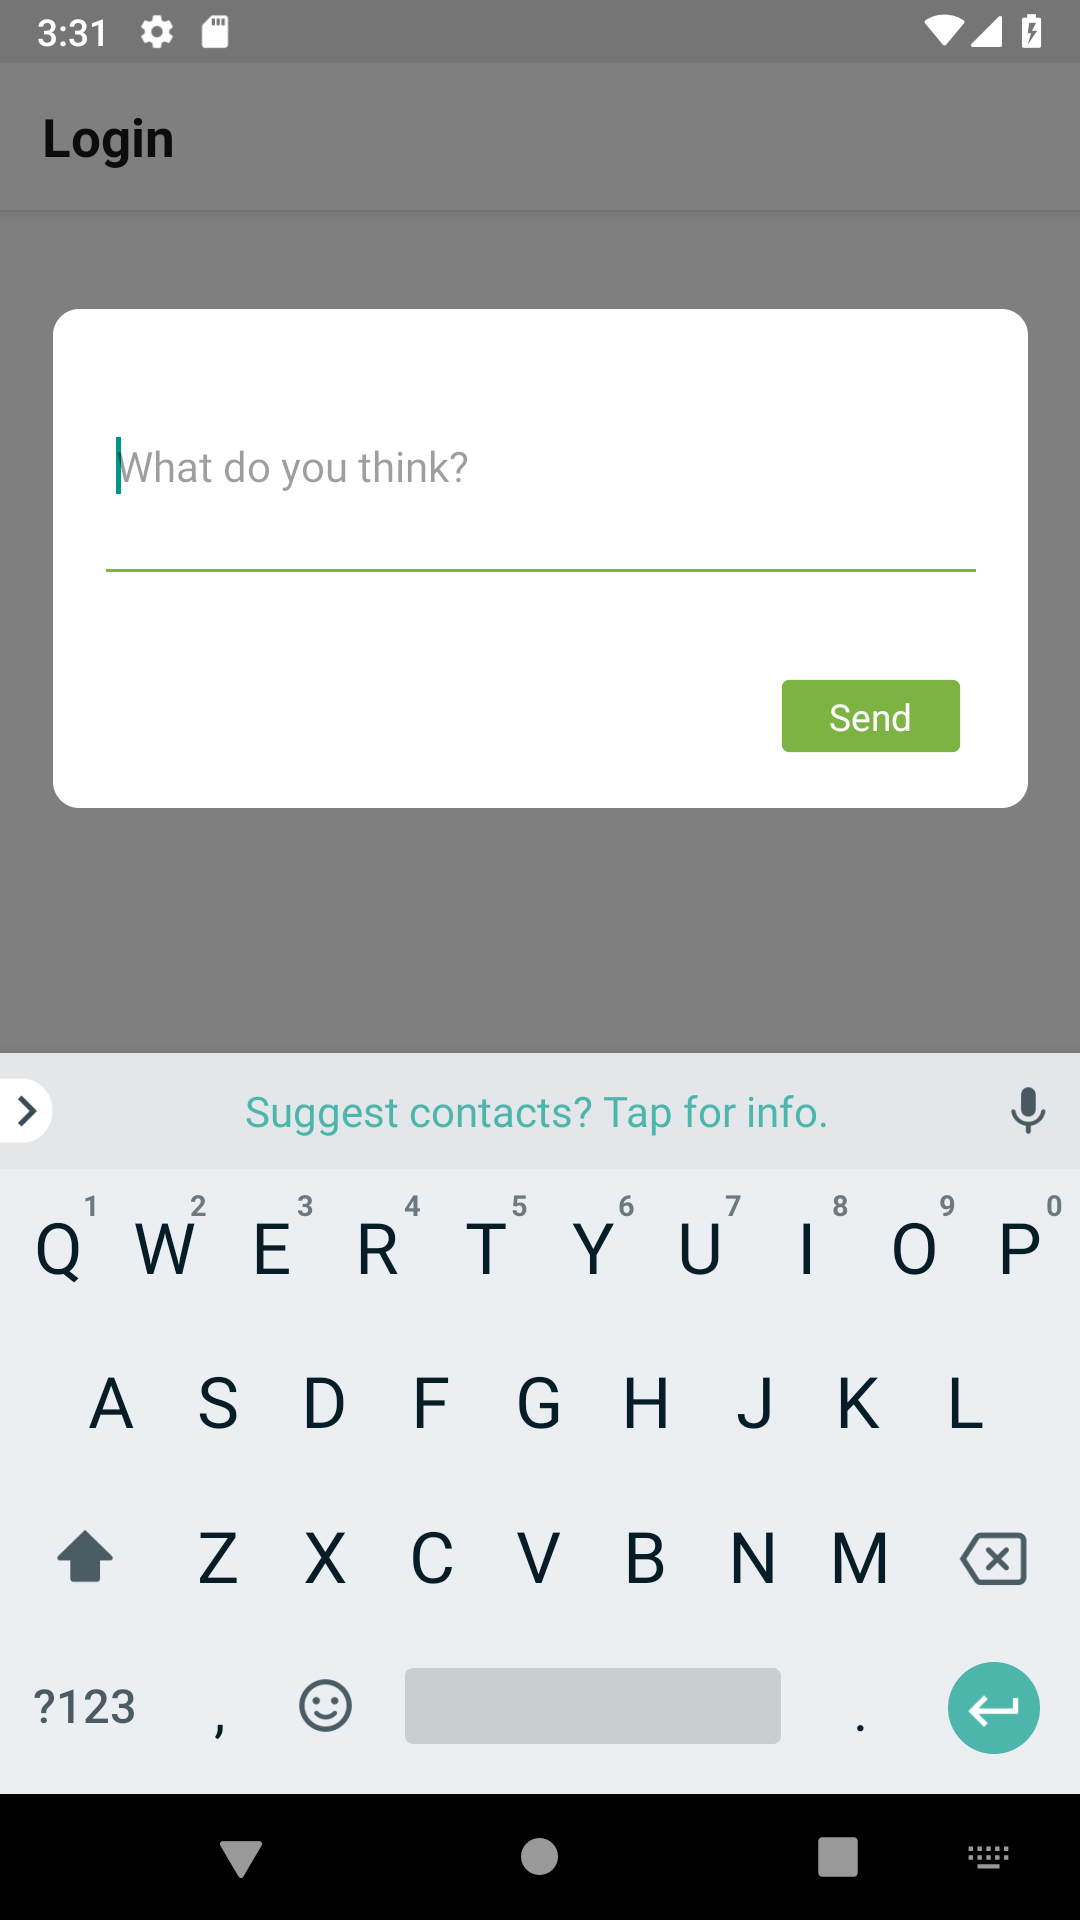 3:31
Login
What do you think?
Send
Suggest contacts? Tap for info.
1 2 3 4 5 6 7 8 9 0
Q W E R T Y U I O P
A S D F G H J K L
Z X C V B N M
?123 , .